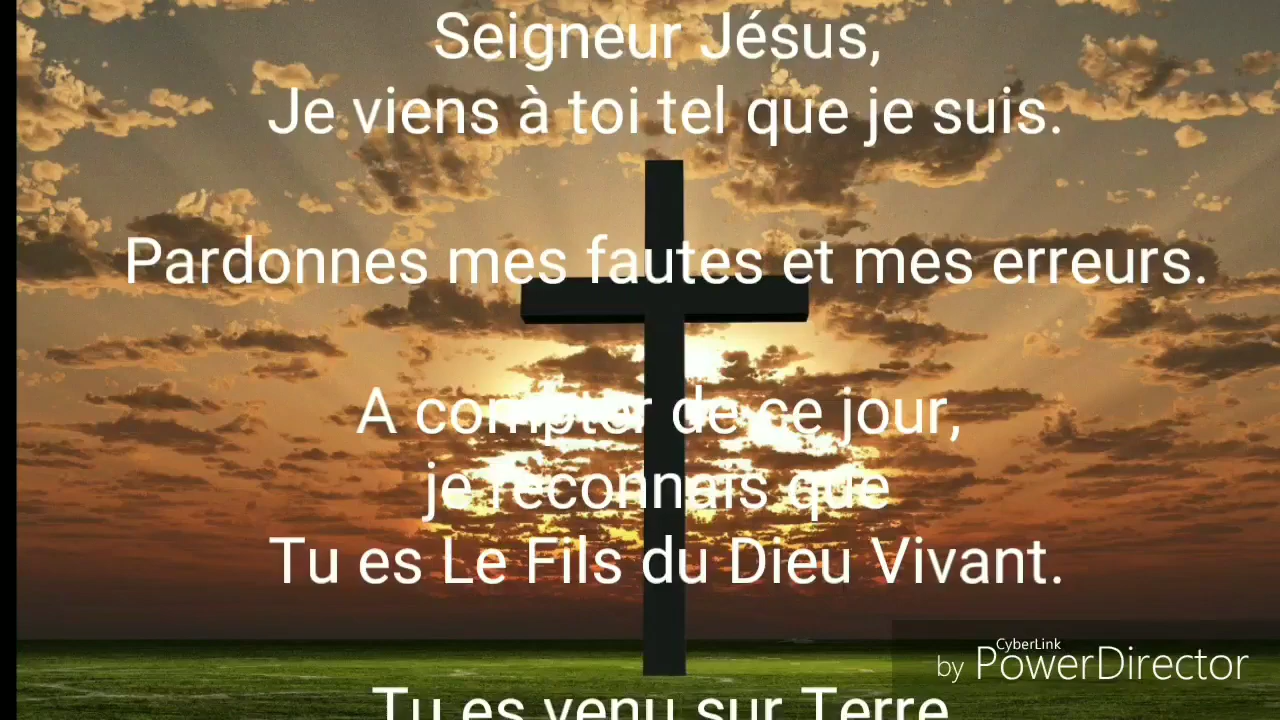 Seigneur Jésus,
Je viens à toi tel que je suis.
Pardonnes mes fautes et mes erreurs.
A compter de ce jour,
je reconnais que
Tu es Le Fils du Dieu Vivant.
CyberLink
by PowerDirector
Tu es venu sur Terre